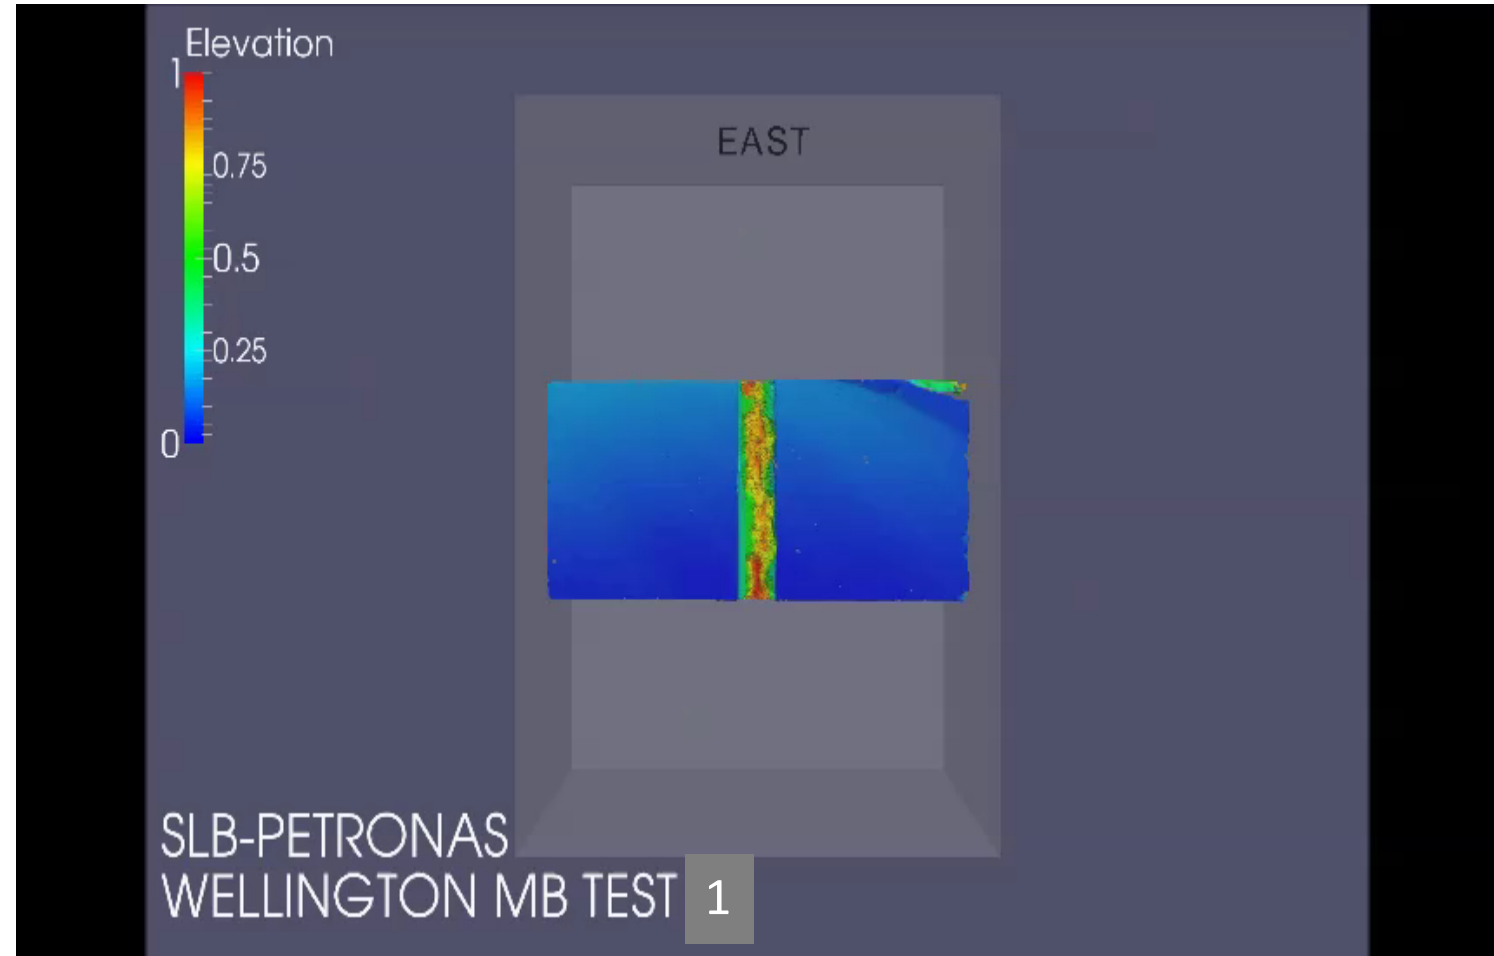 Elevation
1
0.75
0.5
0.25
0
EAST
SLB-PETRONAS
WELLINGTON MB TEST 1